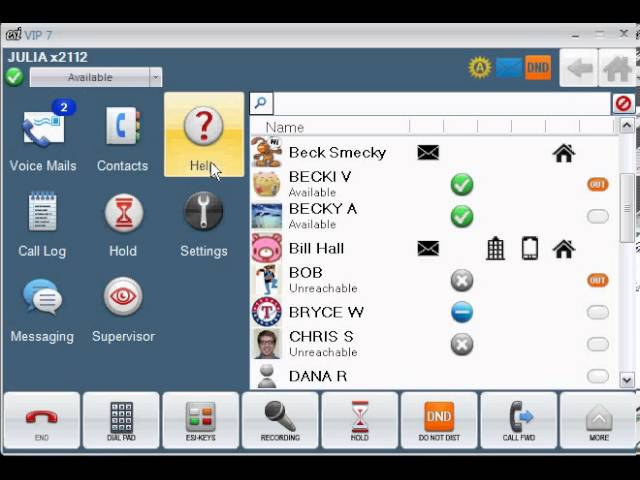 VIP 7
JULIA x2112
Available
A
DND
2
Voice Mails
Contacts
Help
Call Log
Hold
Settings
Messaging
Supervisor
Name
Beck Smecky
BECKI V
Available
OUT
BECKY A
Available
Bill Hall
BOB
Unreachable
OUT
BRYCE W
CHRIS S
Unreachable
DANA R
END
DIAL PAD
ESI-KEYS
RECORDING
HOLD
DND
DO NOT DIST
CALL FWD
MORE